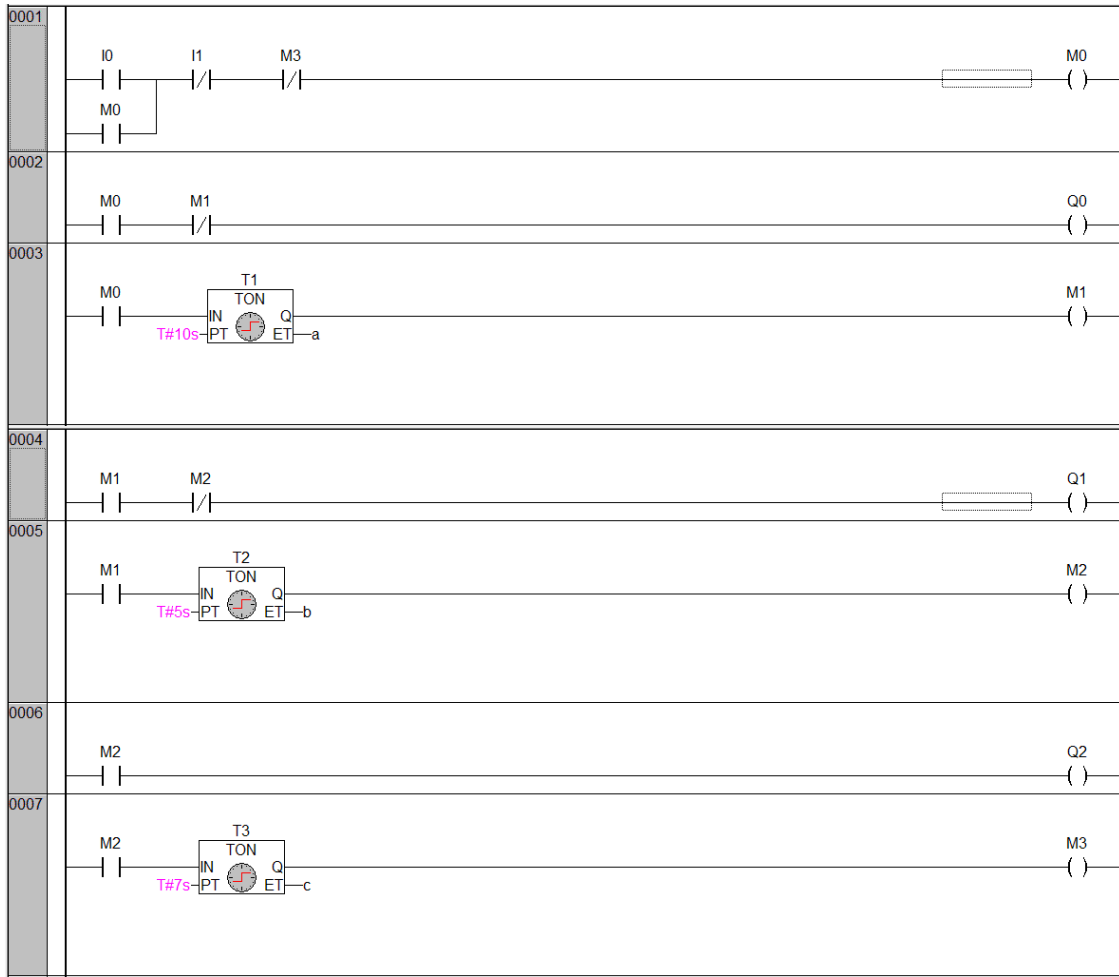 0001
I0 I1 M3 M0
M0
0002
M0 M1 Q0
0003
T1
M0 TON M1
IN Q
T#10s PT ET a
0004
M1 M2 Q1
0005
T2
M1 TON M2
IN Q
T#5s PT ET b
0006
M2 Q2
0007
T3
M2 TON M3
IN Q
T#7s PT ET c